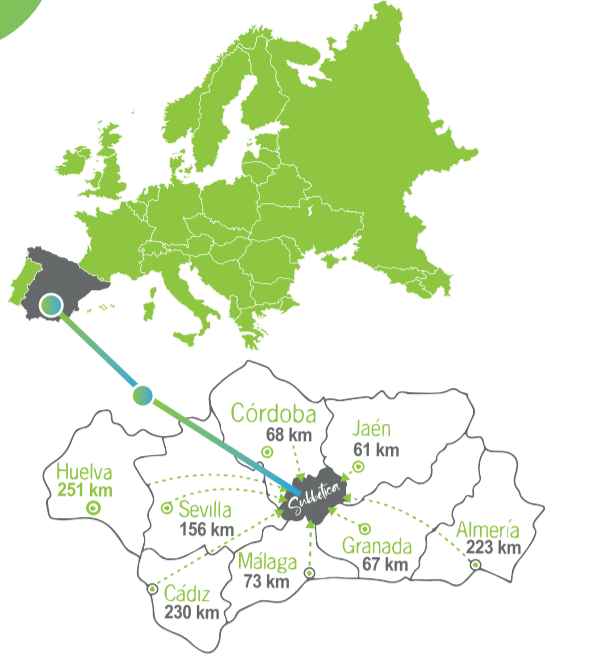 Córdoba
68 km
Jaén
61 km
Huelva
251 km
Subbética
Sevilla
156 km
Granada
67 km
Almería
223 km
Málaga
73 km
Cádiz
230 km